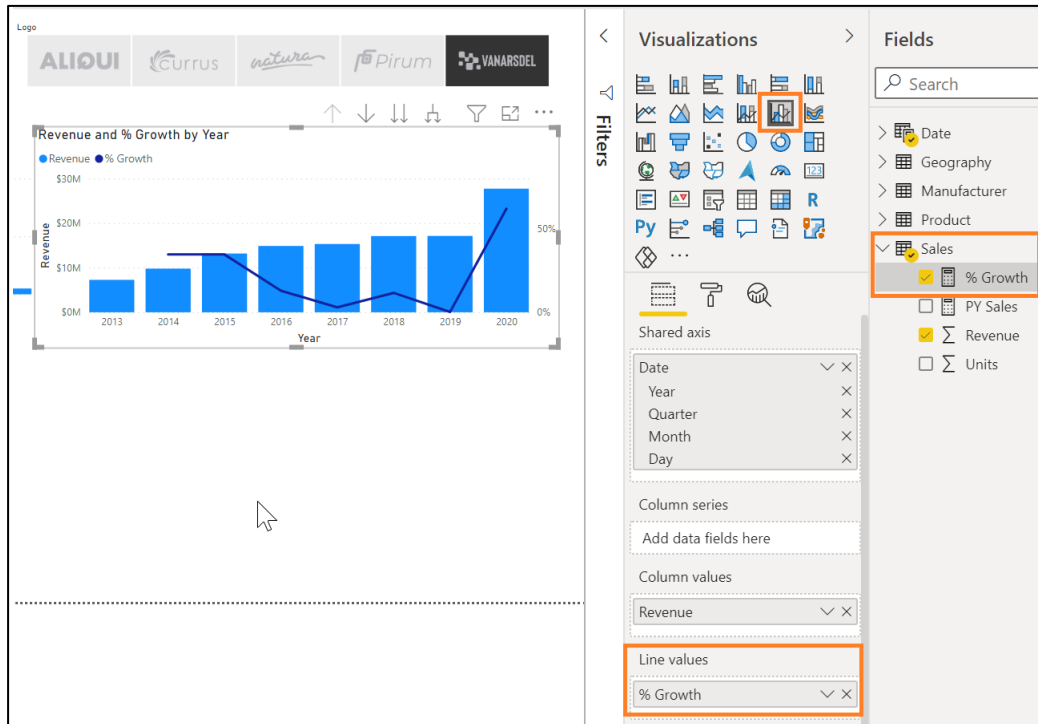 Logo
ALIQUI
Currus
natura
Pirum
VANARSDEL
Revenue and % Growth by Year
Revenue % Growth
$30M
$20M
$10M
$0M
Revenue
50%
0%
2013 2014 2015 2016 2017 2018 2019 2020
Year
Filters
Visualizations
123
R
Py
Shared axis
Date
Year
Quarter
Month
Day
Column series
Add data fields here
Column values
Revenue
Line values
% Growth
Fields
Search
Date
Geography
Manufacturer
Product
Sales
% Growth
PY Sales
Revenue
Units